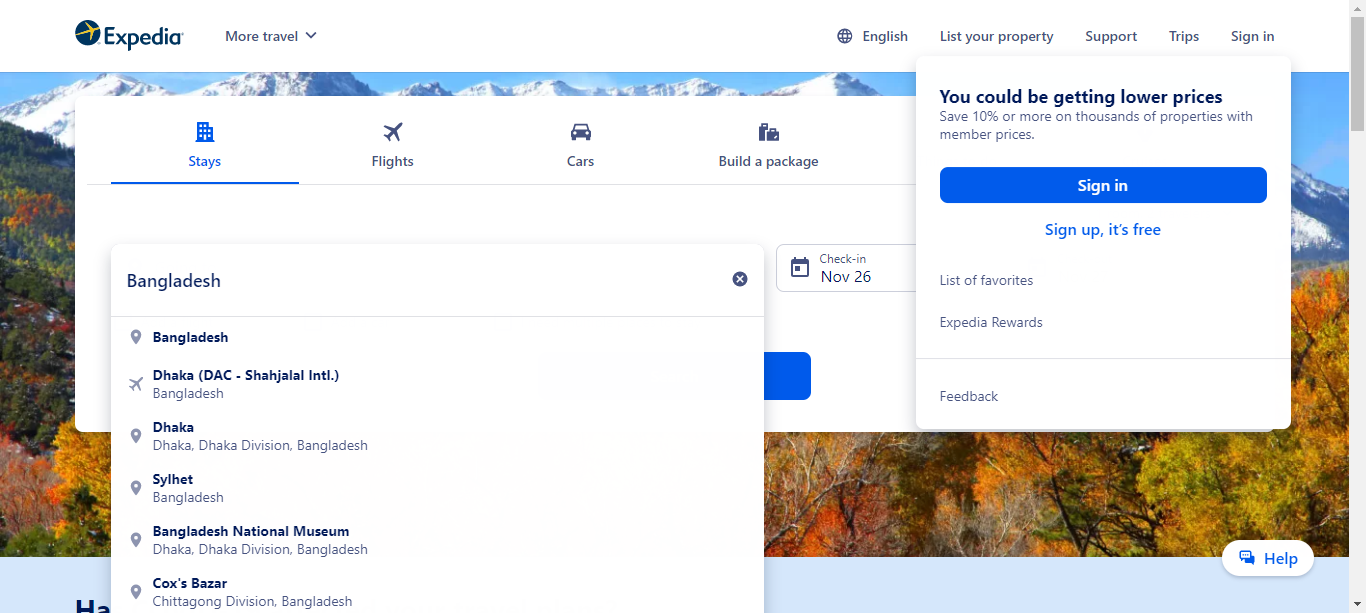 Expedia
More travel
English
List your property
Support
Trips
Sign in
You could be getting lower prices
Save 10% or more on thousands of properties with
member prices.
Sign in
Sign up, it's free
List of favorites
Expedia Rewards
Feedback
Stays
Flights
Cars
Build a package
Bangladesh
Check-in
Nov 26
Bangladesh
Dhaka (DAC - Shahjalal Intl.)
Bangladesh
Dhaka
Dhaka, Dhaka Division, Bangladesh
Sylhet
Bangladesh
Bangladesh National Museum
Dhaka, Dhaka Division, Bangladesh
Cox's Bazar
Chittagong Division, Bangladesh
Help